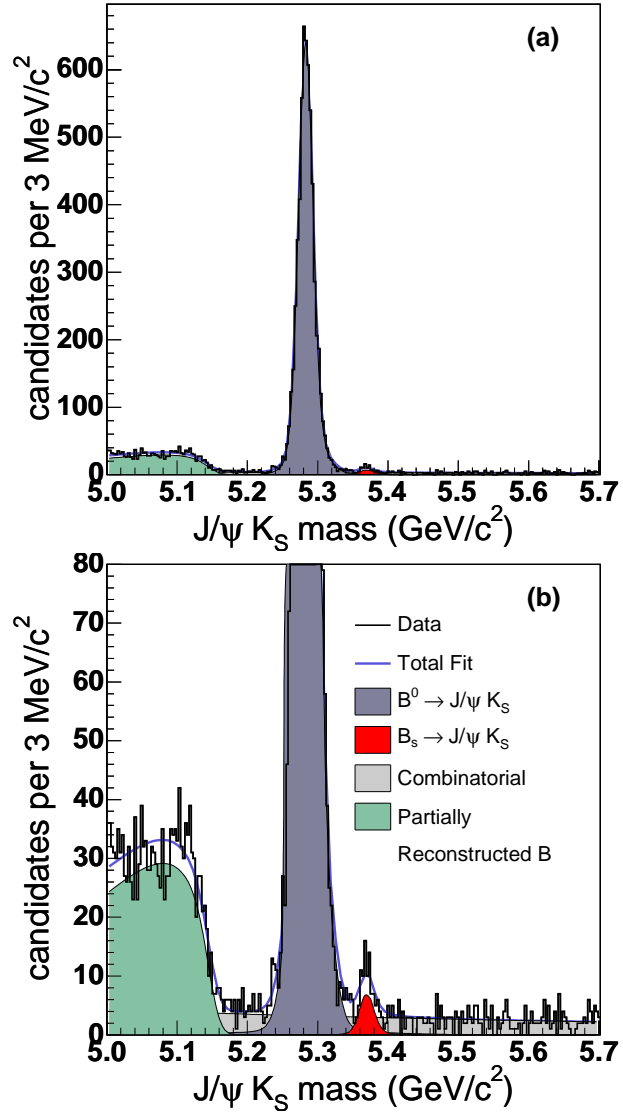 (a)
candidates per 3 MeV/c²
600
500
400
300
200
100
0
5.0 5.1 5.2 5.3 5.4 5.5 5.6 5.7
J/ψ K_S mass (GeV/c²)
(b)
candidates per 3 MeV/c²
80
70
60
50
40
30
20
10
0
Data
Total Fit
B⁰ → J/ψ K_S
B_s → J/ψ K_S
Combinatorial
Partially
Reconstructed B
5.0 5.1 5.2 5.3 5.4 5.5 5.6 5.7
J/ψ K_S mass (GeV/c²)